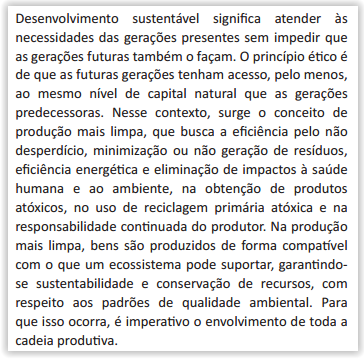 Desenvolvimento sustentável significa atender às
necessidades das gerações presentes sem impedir que
as gerações futuras também o façam. O princípio ético é
de que as futuras gerações tenham acesso, pelo menos,
ao mesmo nível de capital natural que as gerações
predecessoras. Nesse contexto, surge o conceito de
produção mais limpa, que busca a eficiência pelo não
desperdício, minimização ou não geração de resíduos,
eficiência energética e eliminação de impactos à saúde
humana e ao ambiente, na obtenção de produtos
atóxicos, no uso de reciclagem primária atóxica e na
responsabilidade continuada do produtor. Na produção
mais limpa, bens são produzidos de forma compatível
com o que um ecossistema pode suportar, garantindo-
se sustentabilidade e conservação de recursos, com
respeito aos padrões de qualidade ambiental. Para
que isso ocorra, é imperativo o envolvimento de toda a
cadeia produtiva.